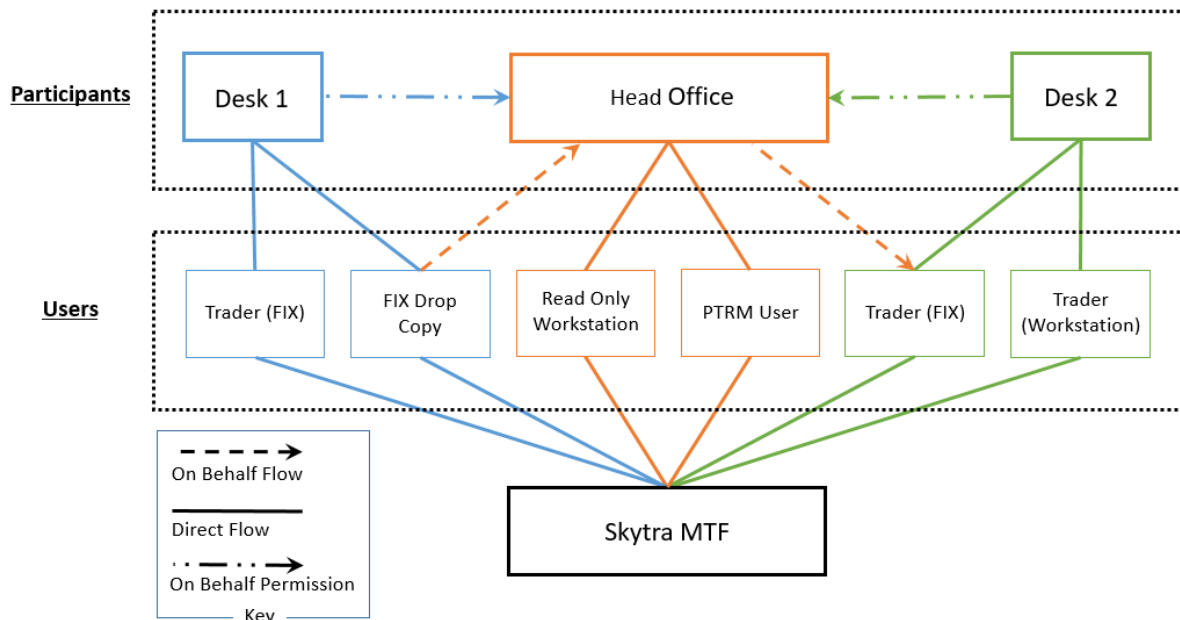 Participants
Desk 1
Head Office
Desk 2
Users
Trader (FIX)
FIX Drop
Copy
Read Only
Workstation
PTRM User
Trader (FIX)
Trader
(Workstation)
On Behalf Flow
Direct Flow
On Behalf Permission
Key
Skytra MTF